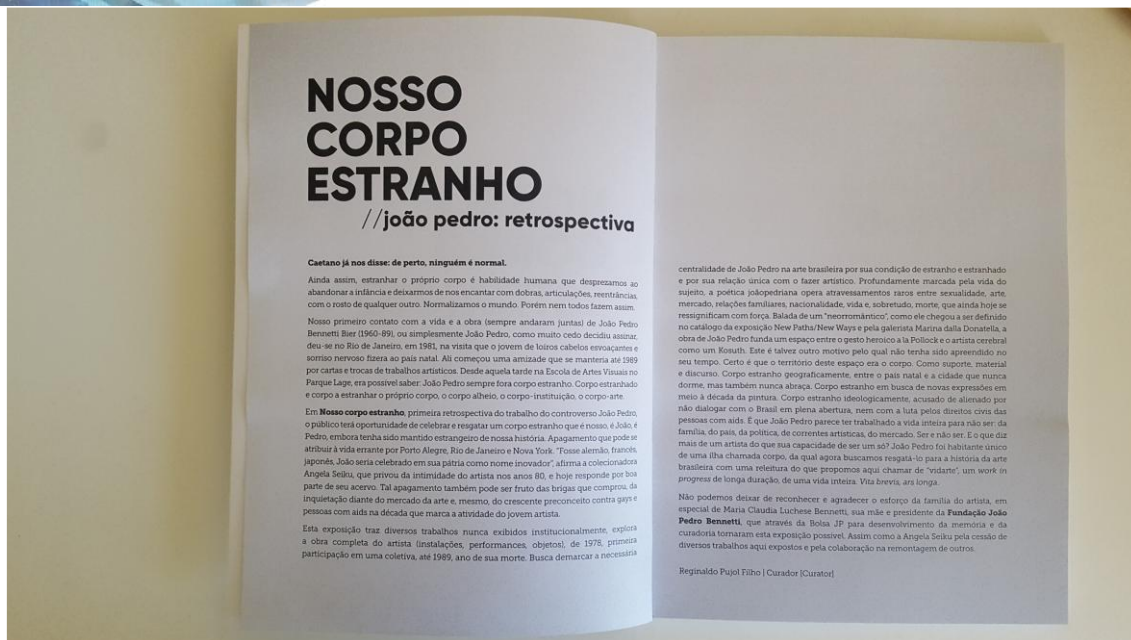 NOSSO
CORPO
ESTRANHO
//joão pedro: retrospectiva
Caetano já nos disse: de perto, ninguém é normal.
Ainda assim, estranhar o próprio corpo é habilidade humana que desprezamos ao
abandonar a infância e deixarmos de nos encantar com dobras, articulações, reentrâncias,
com o rosto de qualquer outro. Normalizamos o mundo. Porém nem todos fazem assim.
Nosso primeiro contato com a vida e a obra (sempre andaram juntas) de João Pedro
Bennetti Bier (1960-89), ou simplesmente João Pedro, como muito cedo decidiu assinar,
deu-se no Rio de Janeiro, em 1981, na visita que o jovem de loiros cabelos esvoaçantes e
sorriso nervoso fizera ao país natal. Ali começou uma amizade que se manteria até 1989
por cartas e trocas de trabalhos artísticos. Desde aquela tarde na Escola de Artes Visuais no
Parque Lage, era possível saber: João Pedro sempre fora corpo estranho. Corpo estranhado
e corpo a estranhar o próprio corpo, o corpo alheio, o corpo-instituição, o corpo-arte.
Em Nosso corpo estranho, primeira retrospectiva do trabalho do controverso João Pedro,
o público terá oportunidade de celebrar e resgatar um corpo estranho que é nosso, é João, é
Pedro, embora tenha sido mantido estrangeiro de nossa história. Apagamento que pode se
atribuir à vida errante por Porto Alegre, Rio de Janeiro e Nova York. "Fosse alemão, francês,
japonês, João seria celebrado em sua pátria como nome inovador", afirma a colecionadora
Angela Seiku, que privou da intimidade do artista nos anos 80, e hoje responde por boa
parte de seu acervo. Tal apagamento também pode ser fruto das brigas que comprou, da
inquietação diante do mercado da arte e, mesmo, do crescente preconceito contra gays e
pessoas com aids na década que marca a atividade do jovem artista.
Esta exposição traz diversos trabalhos nunca exibidos institucionalmente, explora
a obra completa do artista (instalações, performances, objetos), de 1978, primeira
participação em uma coletiva, até 1989, ano de sua morte. Busca demarcar a necessária
centralidade de João Pedro na arte brasileira por sua condição de estranho e estranhado
e por sua relação única com o fazer artístico. Profundamente marcada pela vida do
sujeito, a poética joãopedriana opera atravessamentos raros entre sexualidade, arte,
mercado, relações familiares, nacionalidade, vida e, sobretudo, morte, que ainda hoje se
ressignificam com força. Balada de um "neorromântico", como ele chegou a ser definido
no catálogo da exposição New Paths/New Ways e pela galerista Marina dalla Donatella, a
obra de João Pedro funda um espaço entre o gesto heroico a la Pollock e o artista cerebral
como um Kosuth. Este é talvez outro motivo pelo qual não tenha sido apreendido no
seu tempo. Certo é que o território deste espaço era o corpo. Como suporte, material
e discurso. Corpo estranho geograficamente, entre o país natal e a cidade que nunca
dorme, mas também nunca abraça. Corpo estranho em busca de novas expressões em
meio à década da pintura. Corpo estranho ideologicamente, acusado de alienado por
não dialogar com o Brasil em plena abertura, nem com a luta pelos direitos civis das
pessoas com aids. É que João Pedro parece ter trabalhado a vida inteira para não ser: da
família, do país, da política, de correntes artísticas, do mercado. Ser e não ser. E o que diz
mais de um artista do que sua capacidade de ser um só? João Pedro foi habitante único
de uma ilha chamada corpo, da qual agora buscamos resgatá-lo para a história da arte
brasileira com uma releitura do que propomos aqui chamar de "vidarte", um work in
progress de longa duração, de uma vida inteira. Vita brevis, ars longa.
Não podemos deixar de reconhecer e agradecer o esforço da família do artista, em
especial de Maria Claudia Luchese Bennetti, sua mãe e presidente da Fundação João
Pedro Bennetti, que através da Bolsa JP para desenvolvimento da memória e da
curadoria tornaram esta exposição possível. Assim como a Angela Seiku pela cessão de
diversos trabalhos aqui expostos e pela colaboração na remontagem de outros.
Reginaldo Pujol Filho | Curador [Curator]